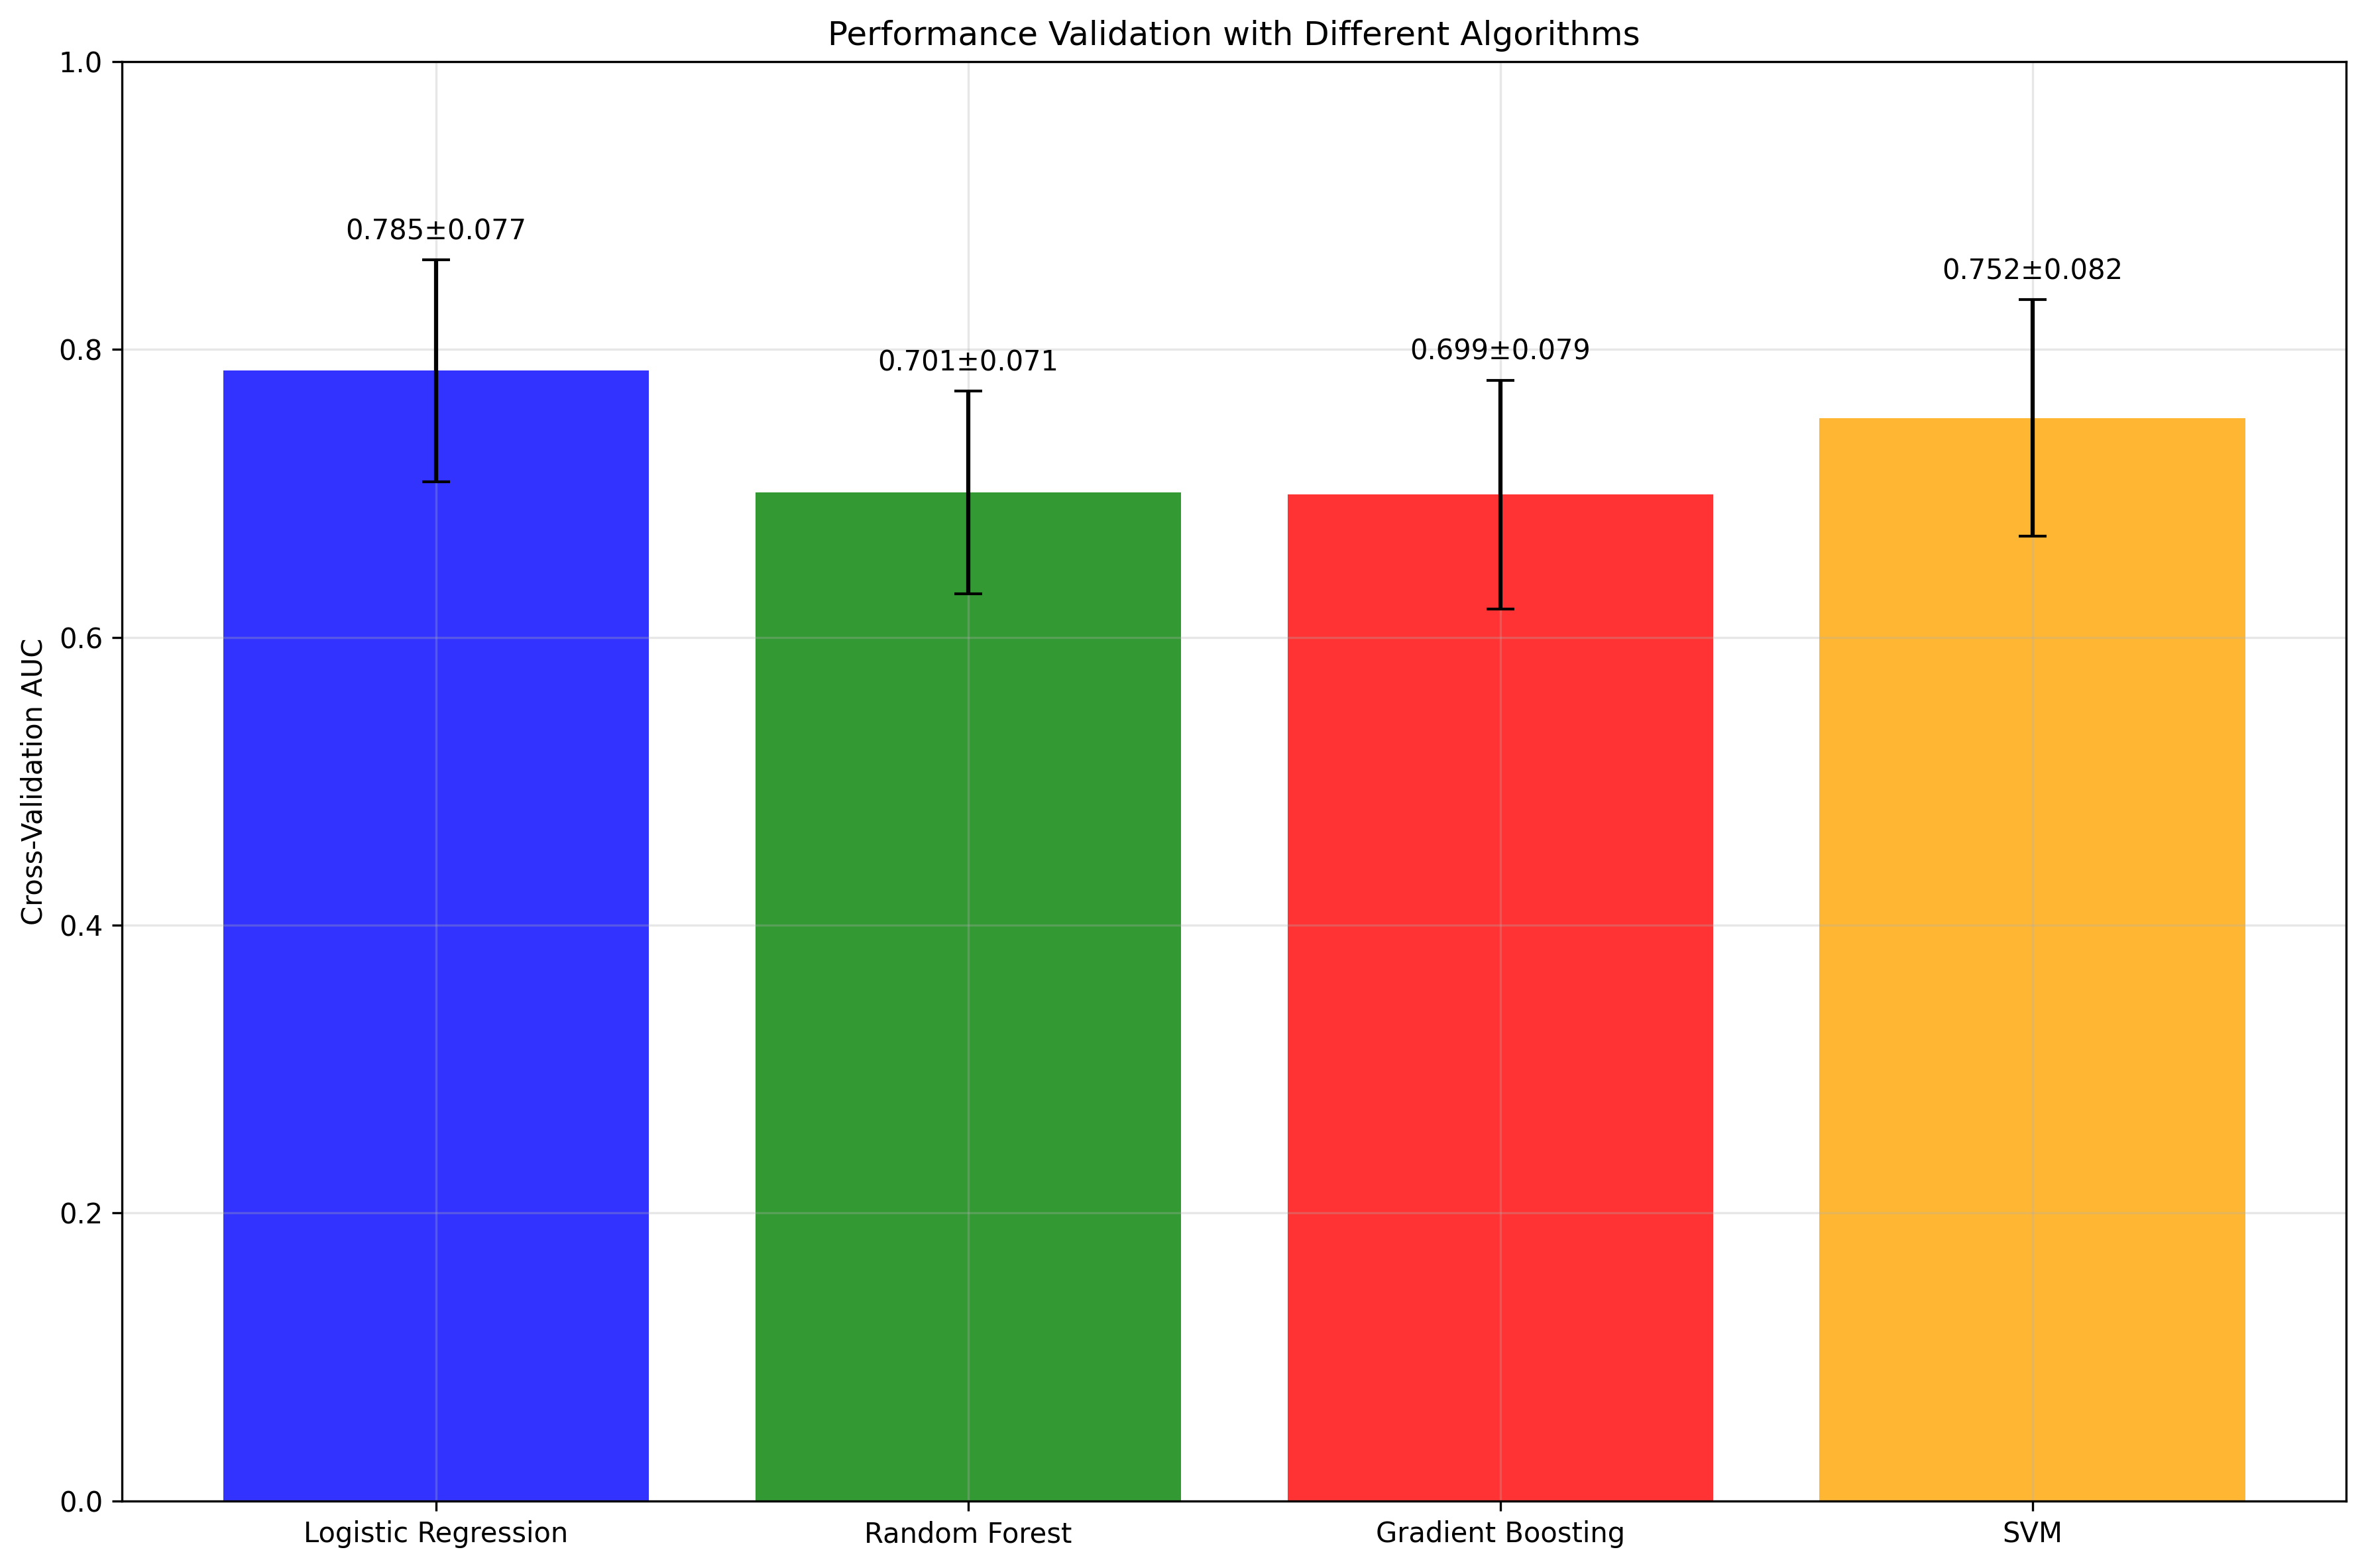 Performance Validation with Different Algorithms
1.0
0.8
0.6
0.4
0.2
0.0
Cross-Validation AUC
0.785±0.077
0.701±0.071
0.699±0.079
0.752±0.082
Logistic Regression
Random Forest
Gradient Boosting
SVM